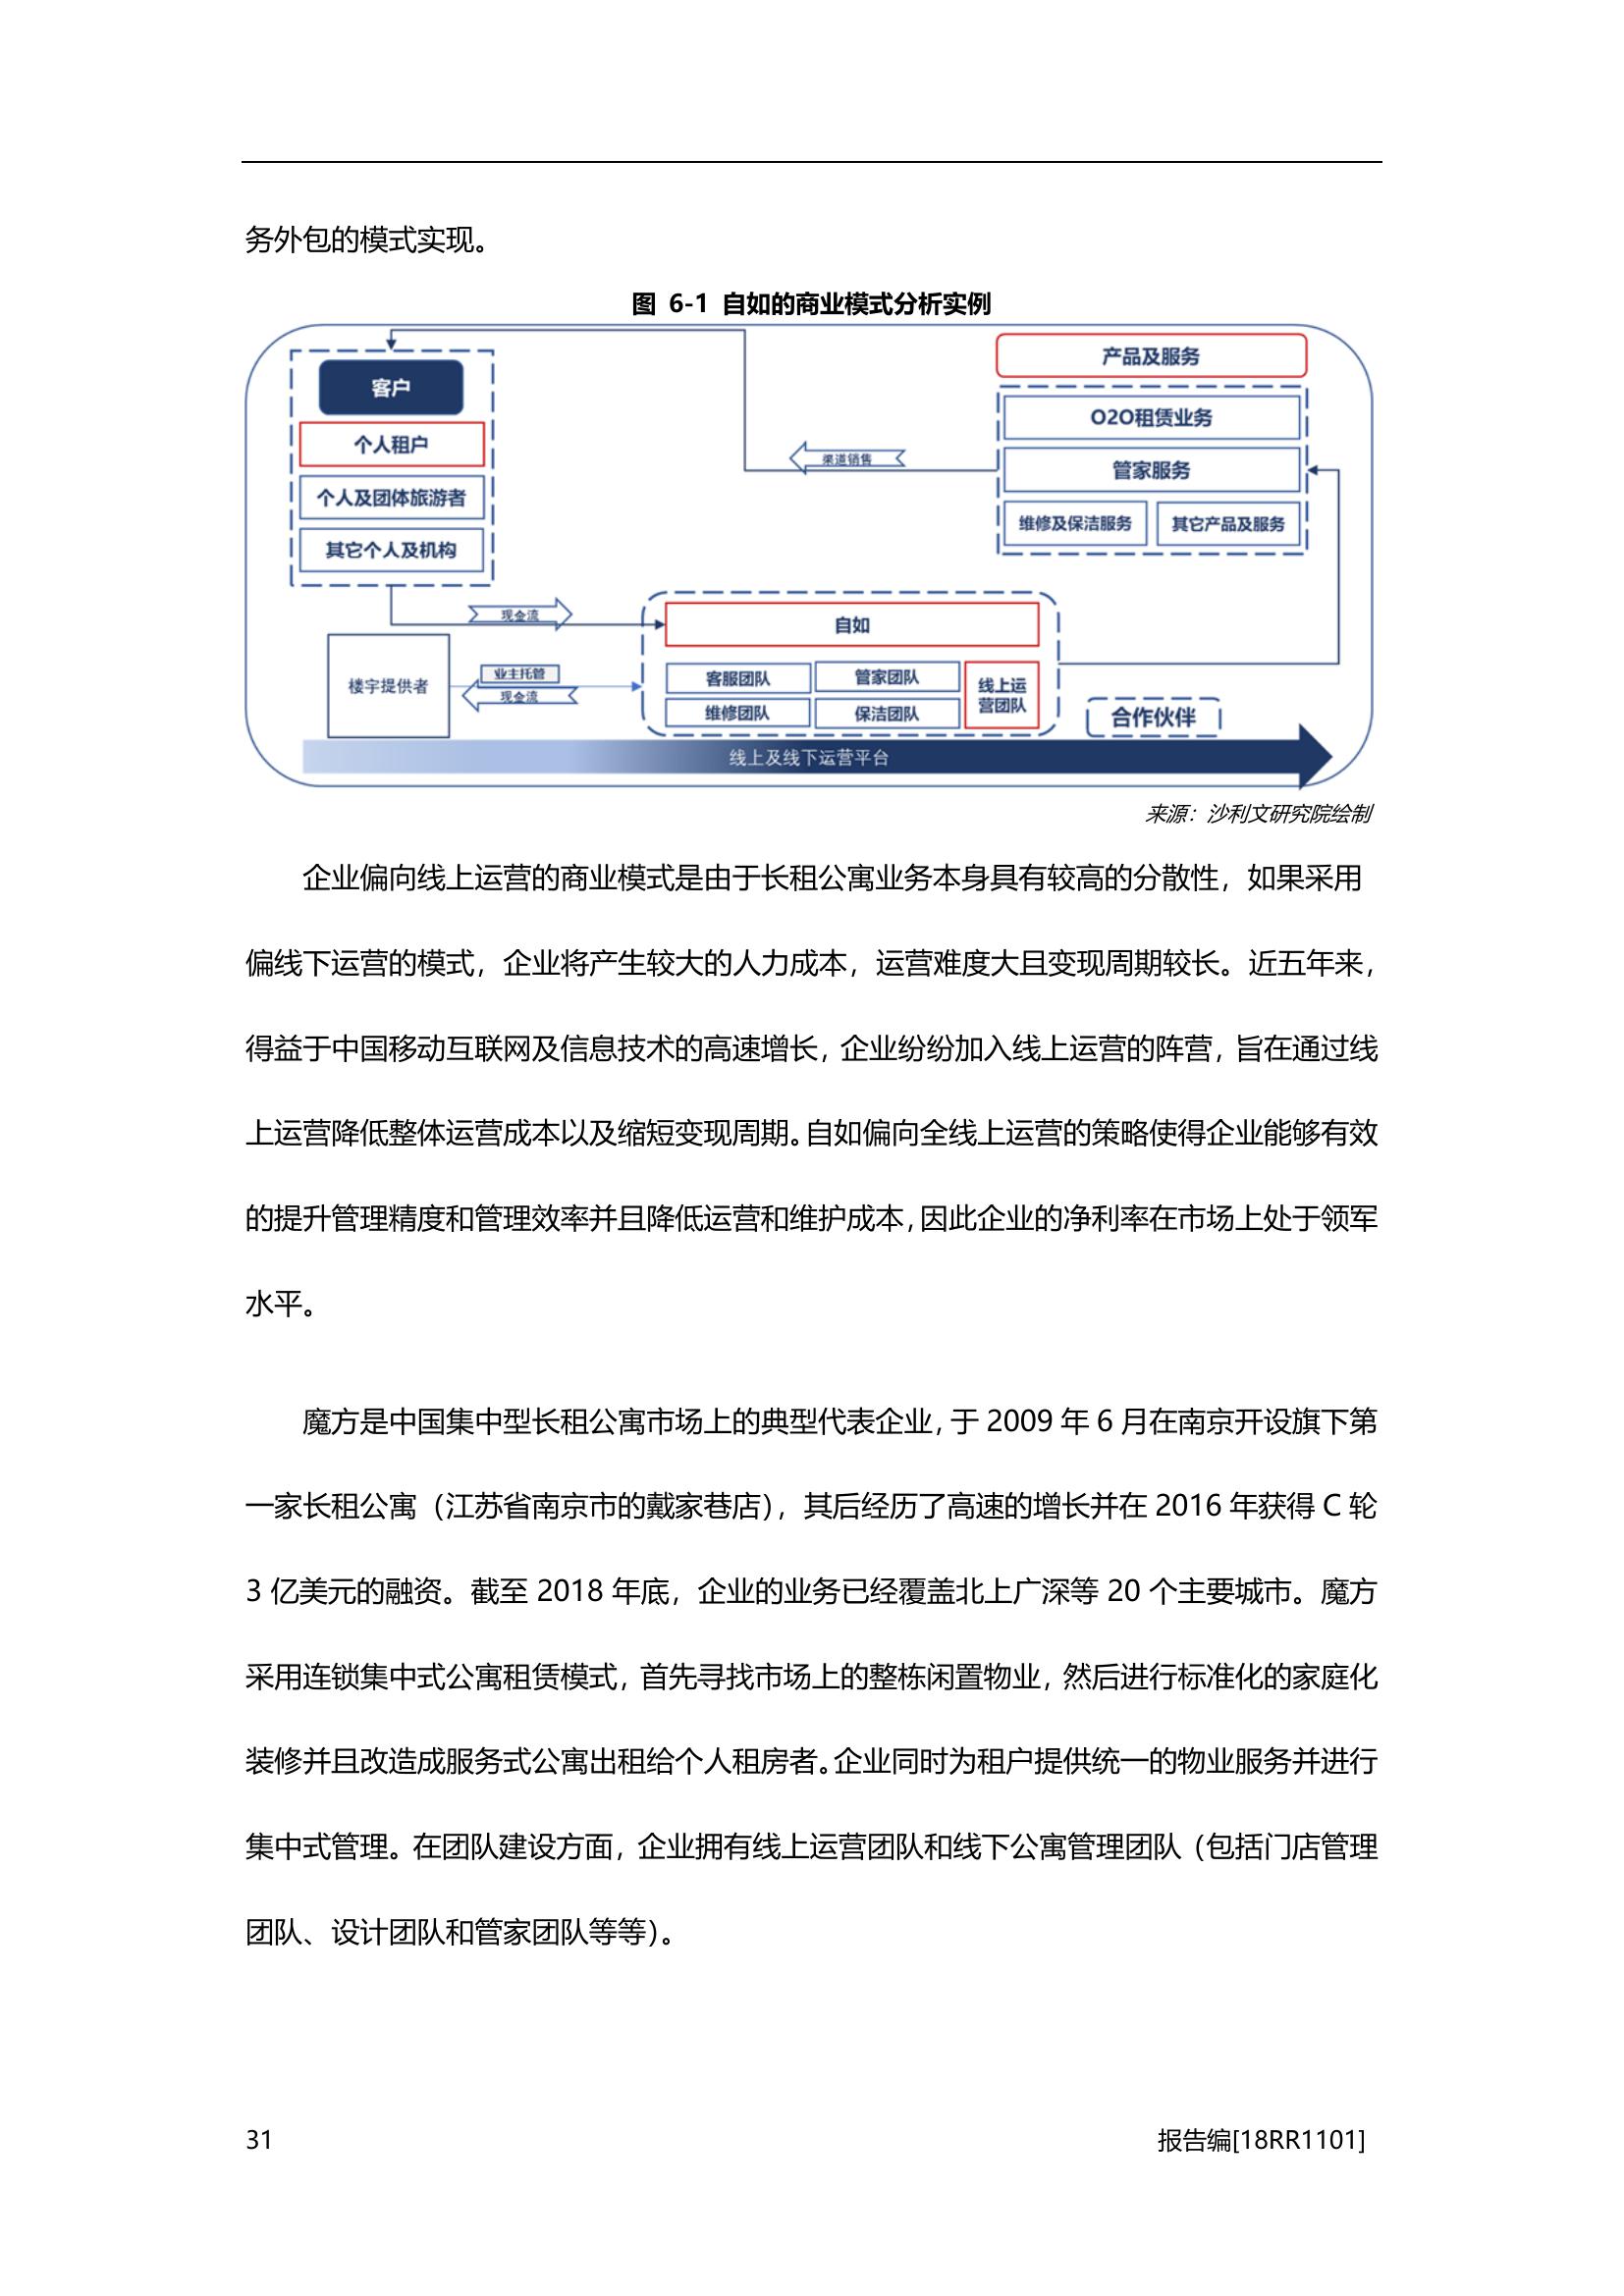 务外包的模式实现。
图 6-1 自如的商业模式分析实例
客户
个人租户
个人及团体旅游者
其它个人及机构
渠道销售
产品及服务
O2O租赁业务
管家服务
维修及保洁服务
其它产品及服务
现金流
楼宇提供者
业主托管
现金流
自如
客服团队
管家团队
维修团队
保洁团队
线上运
营团队
合作伙伴
线上及线下运营平台
来源：沙利文研究院绘制
企业偏向线上运营的商业模式是由于长租公寓业务本身具有较高的分散性，如果采用
偏线下运营的模式，企业将产生较大的人力成本，运营难度大且变现周期较长。近五年来，
得益于中国移动互联网及信息技术的高速增长，企业纷纷加入线上运营的阵营，旨在通过线
上运营降低整体运营成本以及缩短变现周期。自如偏向全线上运营的策略使得企业能够有效
的提升管理精度和管理效率并且降低运营和维护成本，因此企业的净利率在市场上处于领军
水平。
魔方是中国集中型长租公寓市场上的典型代表企业，于 2009 年 6 月在南京开设旗下第
一家长租公寓（江苏省南京市的戴家巷店），其后经历了高速的增长并在 2016 年获得 C 轮
3 亿美元的融资。截至 2018 年底，企业的业务已经覆盖北上广深等 20 个主要城市。魔方
采用连锁集中式公寓租赁模式，首先寻找市场上的整栋闲置物业，然后进行标准化的家庭化
装修并且改造成服务式公寓出租给个人租房者。企业同时为租户提供统一的物业服务并进行
集中式管理。在团队建设方面，企业拥有线上运营团队和线下公寓管理团队（包括门店管理
团队、设计团队和管家团队等等）。
31
报告编[18RR1101]